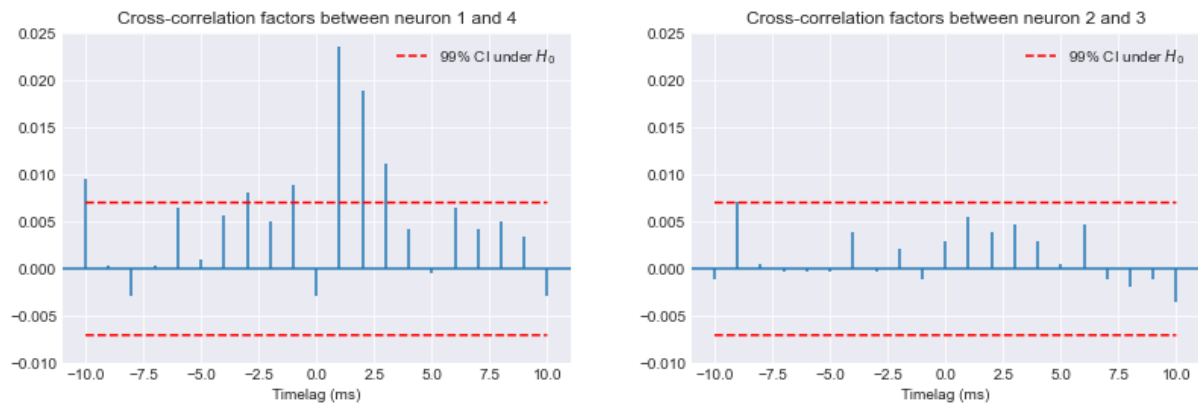 Cross-correlation factors between neuron 1 and 4
99% CI under H₀
0.025
0.020
0.015
0.010
0.005
0.000
−0.005
−0.010
−10.0 −7.5 −5.0 −2.5 0.0 2.5 5.0 7.5 10.0
Timelag (ms)
Cross-correlation factors between neuron 2 and 3
99% CI under H₀
0.025
0.020
0.015
0.010
0.005
0.000
−0.005
−0.010
−10.0 −7.5 −5.0 −2.5 0.0 2.5 5.0 7.5 10.0
Timelag (ms)